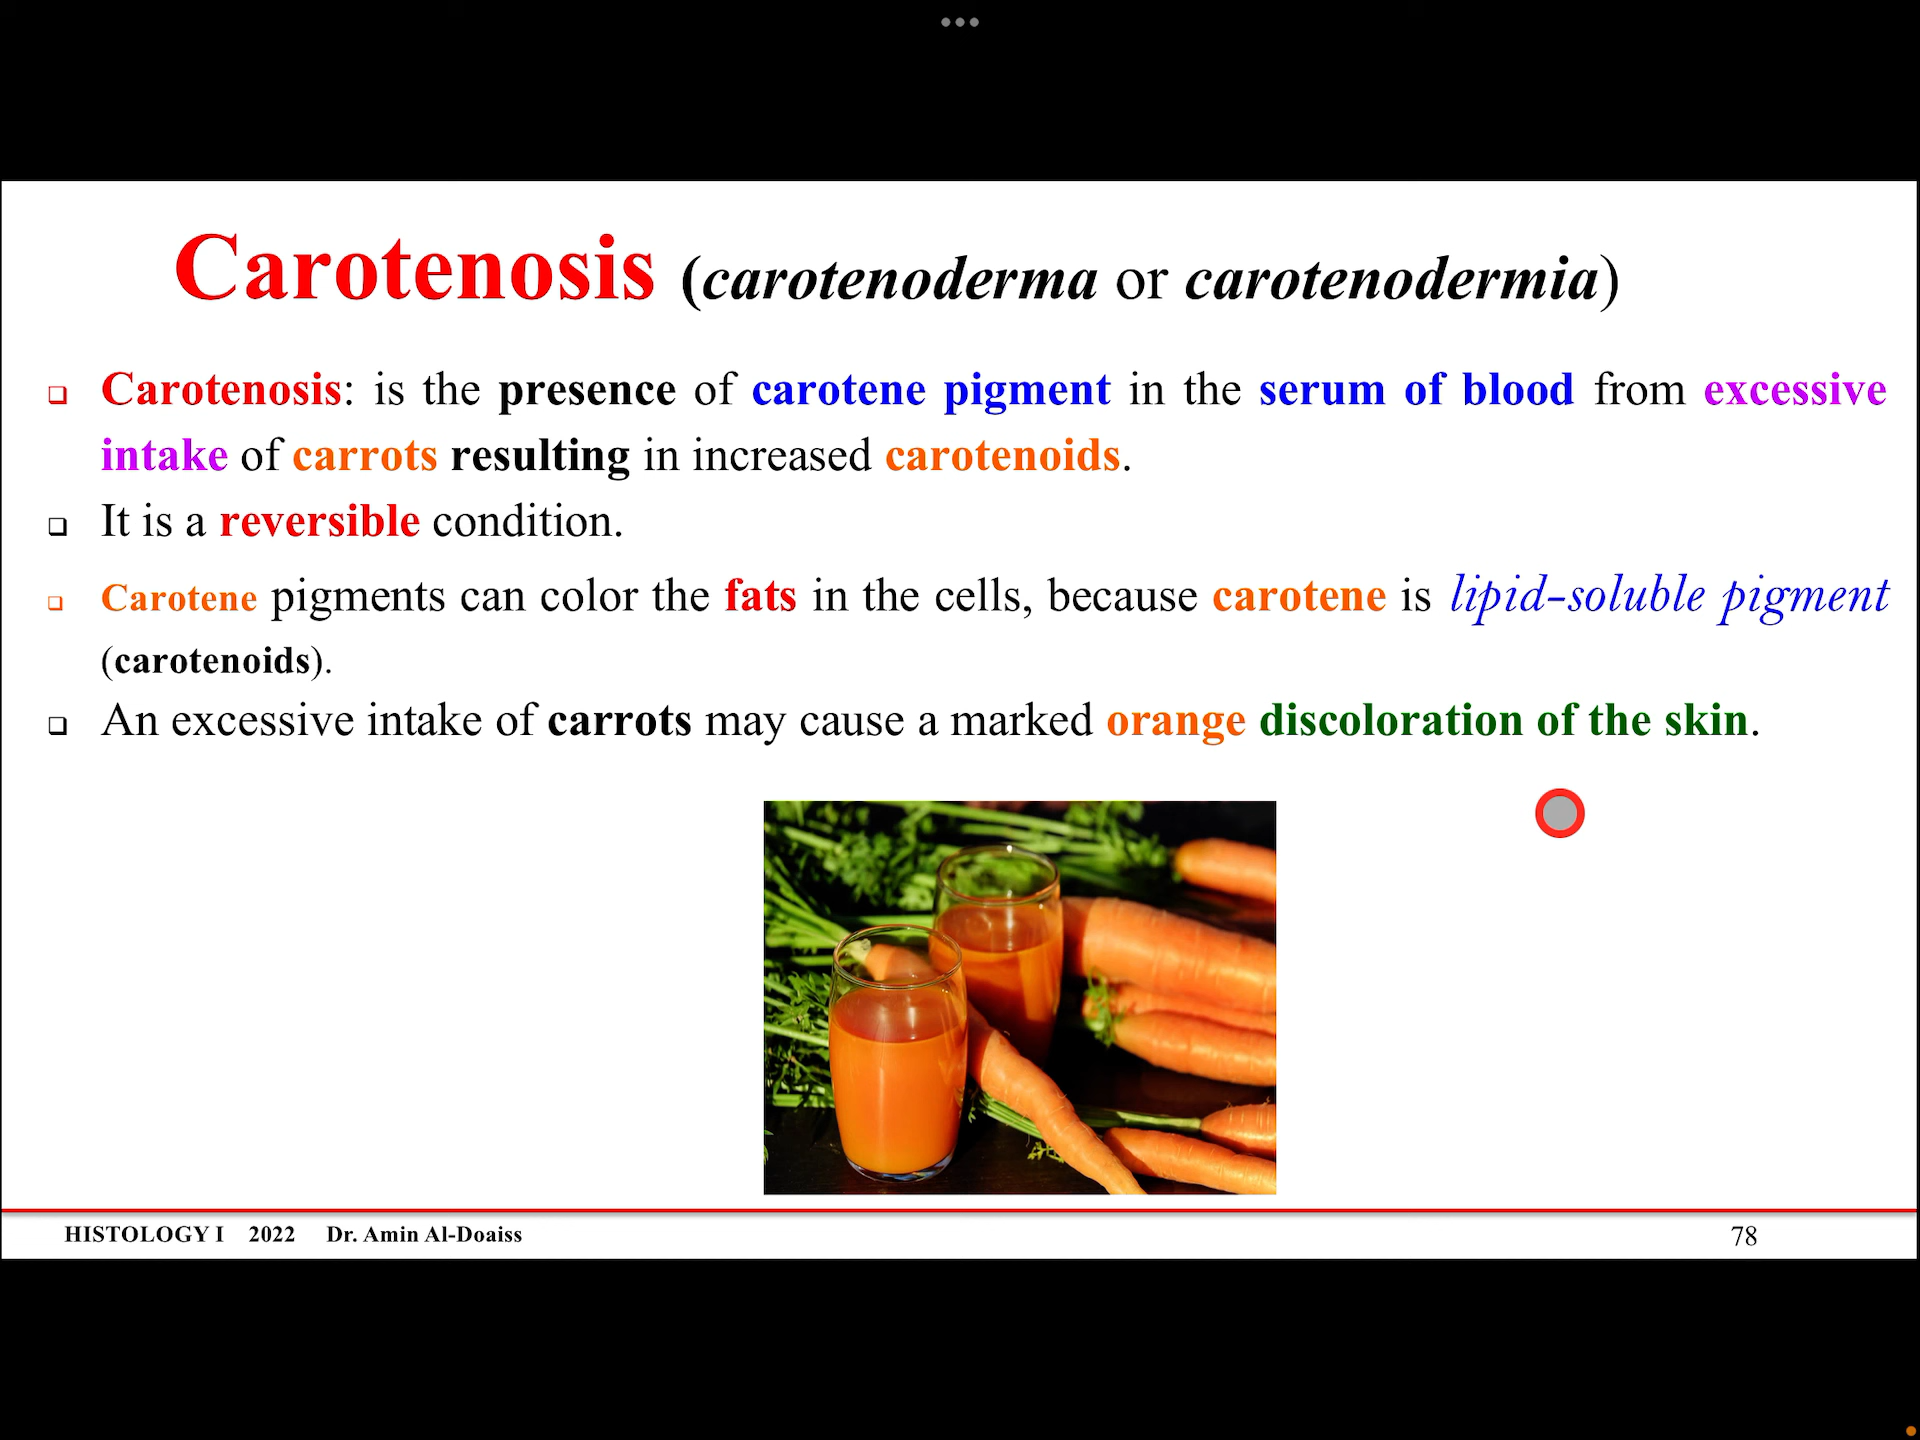 Carotenosis (carotenoderma or carotenodermia)
Carotenosis: is the presence of carotene pigment in the serum of blood from excessive
intake of carrots resulting in increased carotenoids.
It is a reversible condition.
Carotene pigments can color the fats in the cells, because carotene is lipid-soluble pigment
(carotenoids).
An excessive intake of carrots may cause a marked orange discoloration of the skin.
HISTOLOGY I 2022 Dr. Amin Al-Doaiss 78